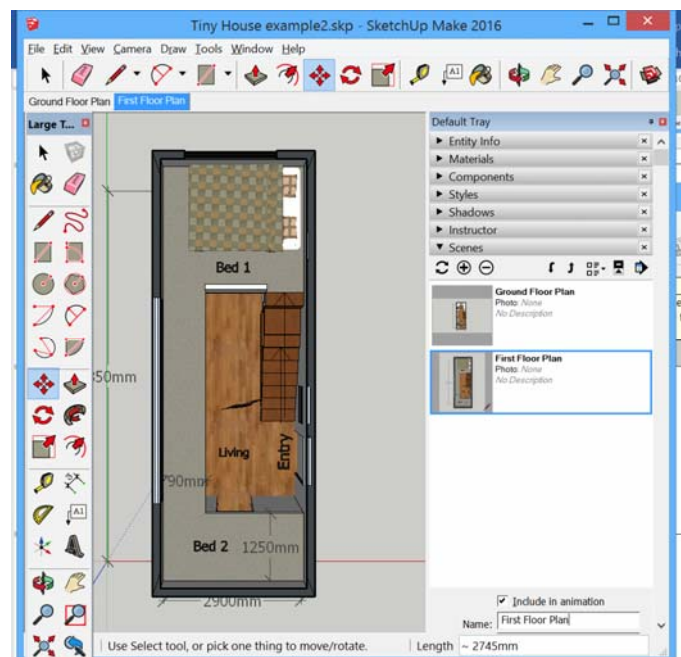 Tiny House example2.skp - SketchUp Make 2016
File Edit View Camera Draw Tools Window Help
A1
Ground Floor Plan First Floor Plan
Large T...
Default Tray
Entity Info
Materials
Components
Styles
Shadows
Instructor
Scenes
Ground Floor Plan
Photo: None
No Description
First Floor Plan
Photo: None
No Description
Bed 1
350mm
Living
Entry
790mm
Bed 2
1250mm
2900mm
A1
Include in animation
Name: First Floor Plan
Use Select tool, or pick one thing to move/rotate.
Length ~ 2745mm